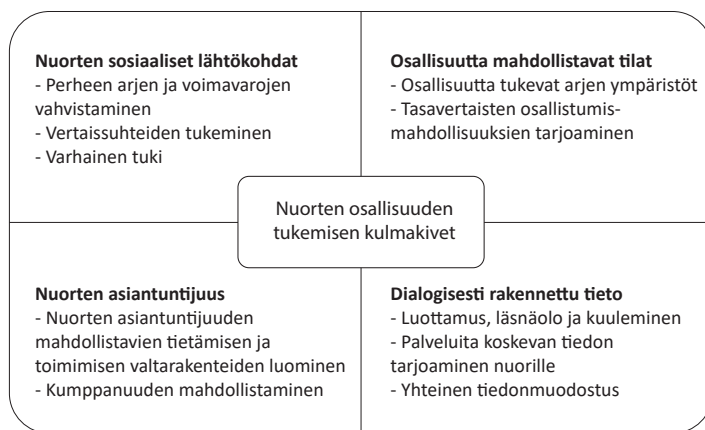 Nuorten sosiaaliset lähtökohdat
- Perheen arjen ja voimavarojen
vahvistaminen
- Vertaissuhteiden tukeminen
- Varhainen tuki
Osallisuutta mahdollistavat tilat
- Osallisuutta tukevat arjen ympäristöt
- Tasavertaisten osallistumis-
mahdollisuuksien tarjoaminen
Nuorten osallisuuden
tukemisen kulmakivet
Nuorten asiantuntijuus
- Nuorten asiantuntijuuden
mahdollistavien tietämisen ja
toimimisen valtarakenteiden luominen
- Kumppanuuden mahdollistaminen
Dialogisesti rakennettu tieto
- Luottamus, läsnäolo ja kuuleminen
- Palveluita koskevan tiedon
tarjoaminen nuorille
- Yhteinen tiedonmuodostus